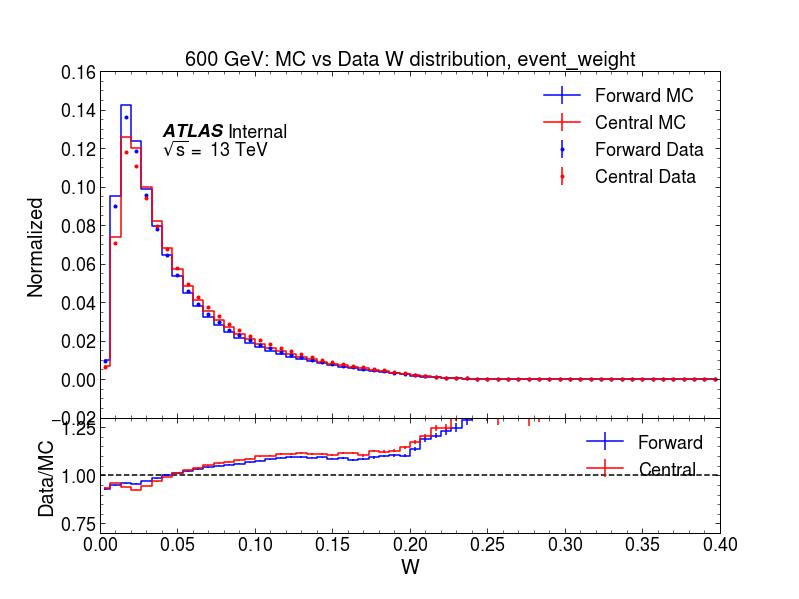 600 GeV: MC vs Data W distribution, event_weight
0.16
0.14
0.12
0.10
0.08
0.06
0.04
0.02
0.00
−0.02
Normalized
ATLAS Internal
√s = 13 TeV
Forward MC
Central MC
Forward Data
Central Data
1.25
1.00
0.75
Data/MC
Forward
Central
0.00 0.05 0.10 0.15 0.20 0.25 0.30 0.35 0.40
W